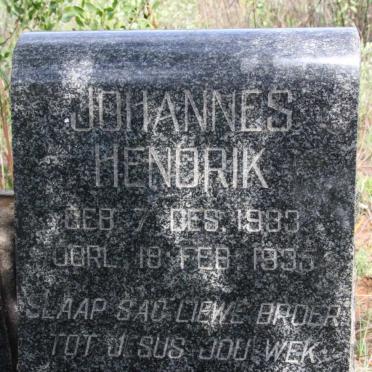 JOHANNES
HENDRIK
GEB 7 DES. 1933
OORL. 18 FEB 1935
SLAAP SAG LIEWE BROER
TOT JESUS JOU WEK.